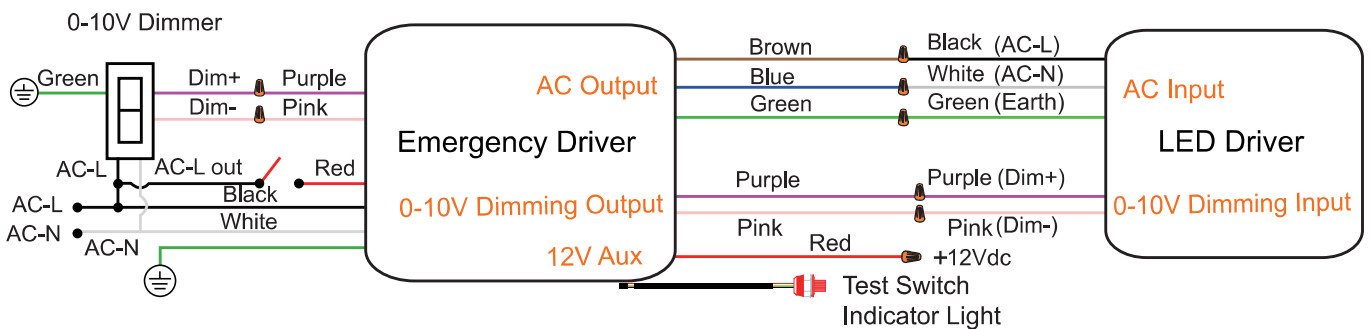 0-10V Dimmer
Green
Dim+ Purple
Dim- Pink
AC-L AC-L out Red
AC-L Black
AC-N AC-N White
AC Output
Emergency Driver
0-10V Dimming Output
12V Aux
Brown Black (AC-L)
Blue White (AC-N)
Green Green (Earth)
Purple Purple (Dim+)
Pink Pink (Dim-)
Red +12Vdc
Test Switch
Indicator Light
AC Input
LED Driver
0-10V Dimming Input